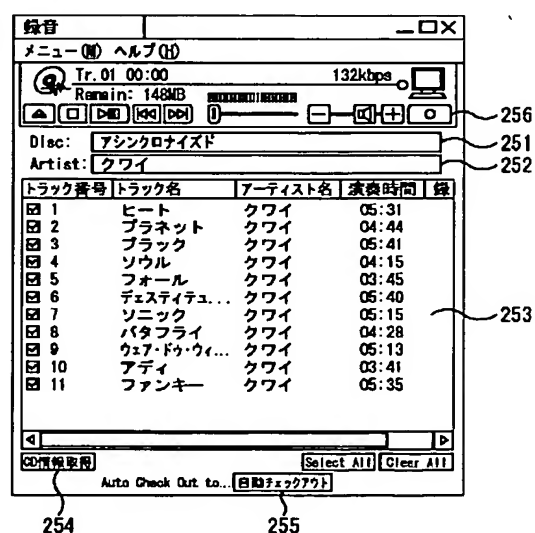 録音
メニュー(M) ヘルプ(H)
Tr.01 00:00 132kbps
Remain: 148MB
256
Disc: アシンクロナイズド 251
Artist: クワイ 252
トラック番号 トラック名 アーティスト名 演奏時間 録
1 ヒート クワイ 05:31
2 プラネット クワイ 04:44
3 ブラック クワイ 05:41
4 ソウル クワイ 04:15
5 フォール クワイ 03:45
6 デェスティテュ... クワイ 05:40
7 ソニック クワイ 05:15
253
8 バタフライ クワイ 04:28
9 ウェア・ドゥ・ウィ... クワイ 05:13
10 アディ クワイ 03:41
11 ファンキー クワイ 05:35
CD情報取得 Select All Clear All
Auto Check Out to... 自動チェックアウト
254 255